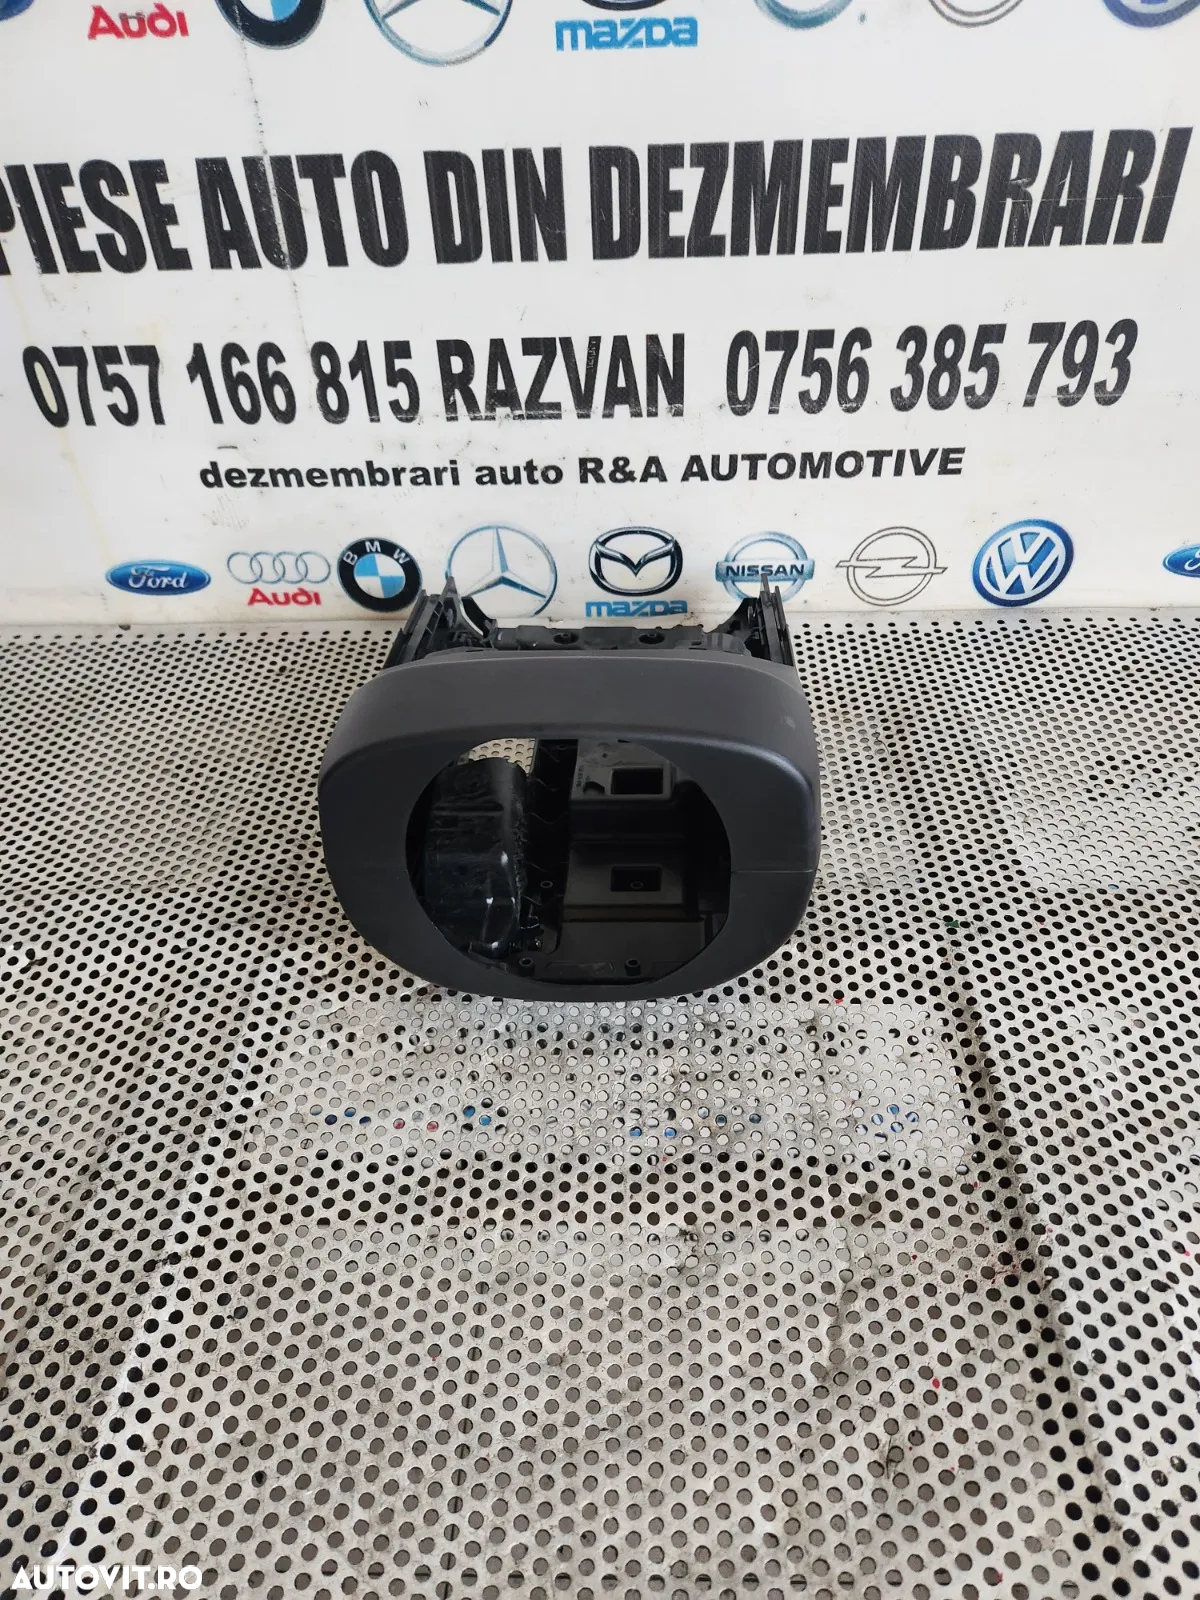 Audi
mazda
PIESE AUTO DIN DEZMEMBRARI
0757 166 815 RAZVAN 0756 385 793
dezmembrari auto R&A AUTOMOTIVE
Ford Audi BMW mazda NISSAN
AUTOVIT.RO